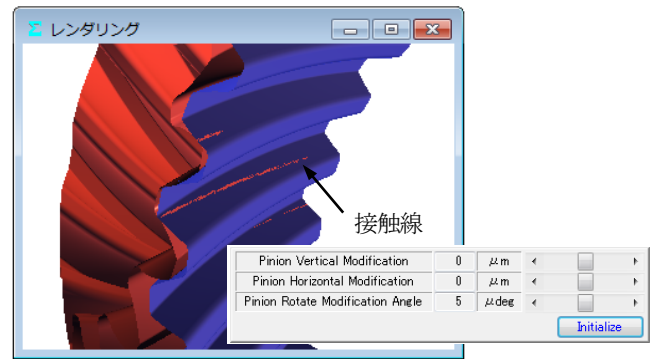 Σ レンダリング
接触線
Pinion Vertical Modification 0 μm
Pinion Horizontal Modification 0 μm
Pinion Rotate Modification Angle 5 μdeg
Initialize